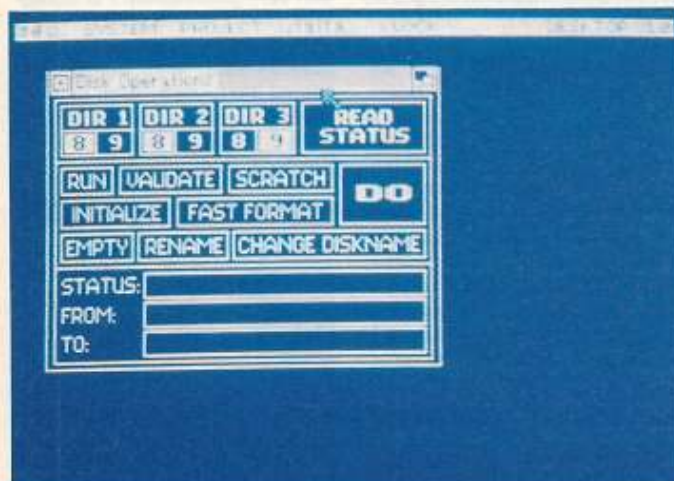 Disk Operations
DIR 1 DIR 2 DIR 3 READ STATUS
8 9 8 9 8 9
RUN VALIDATE SCRATCH DO
INITIALIZE FAST FORMAT
EMPTY RENAME CHANGE DISKNAME
STATUS:
FROM:
TO: